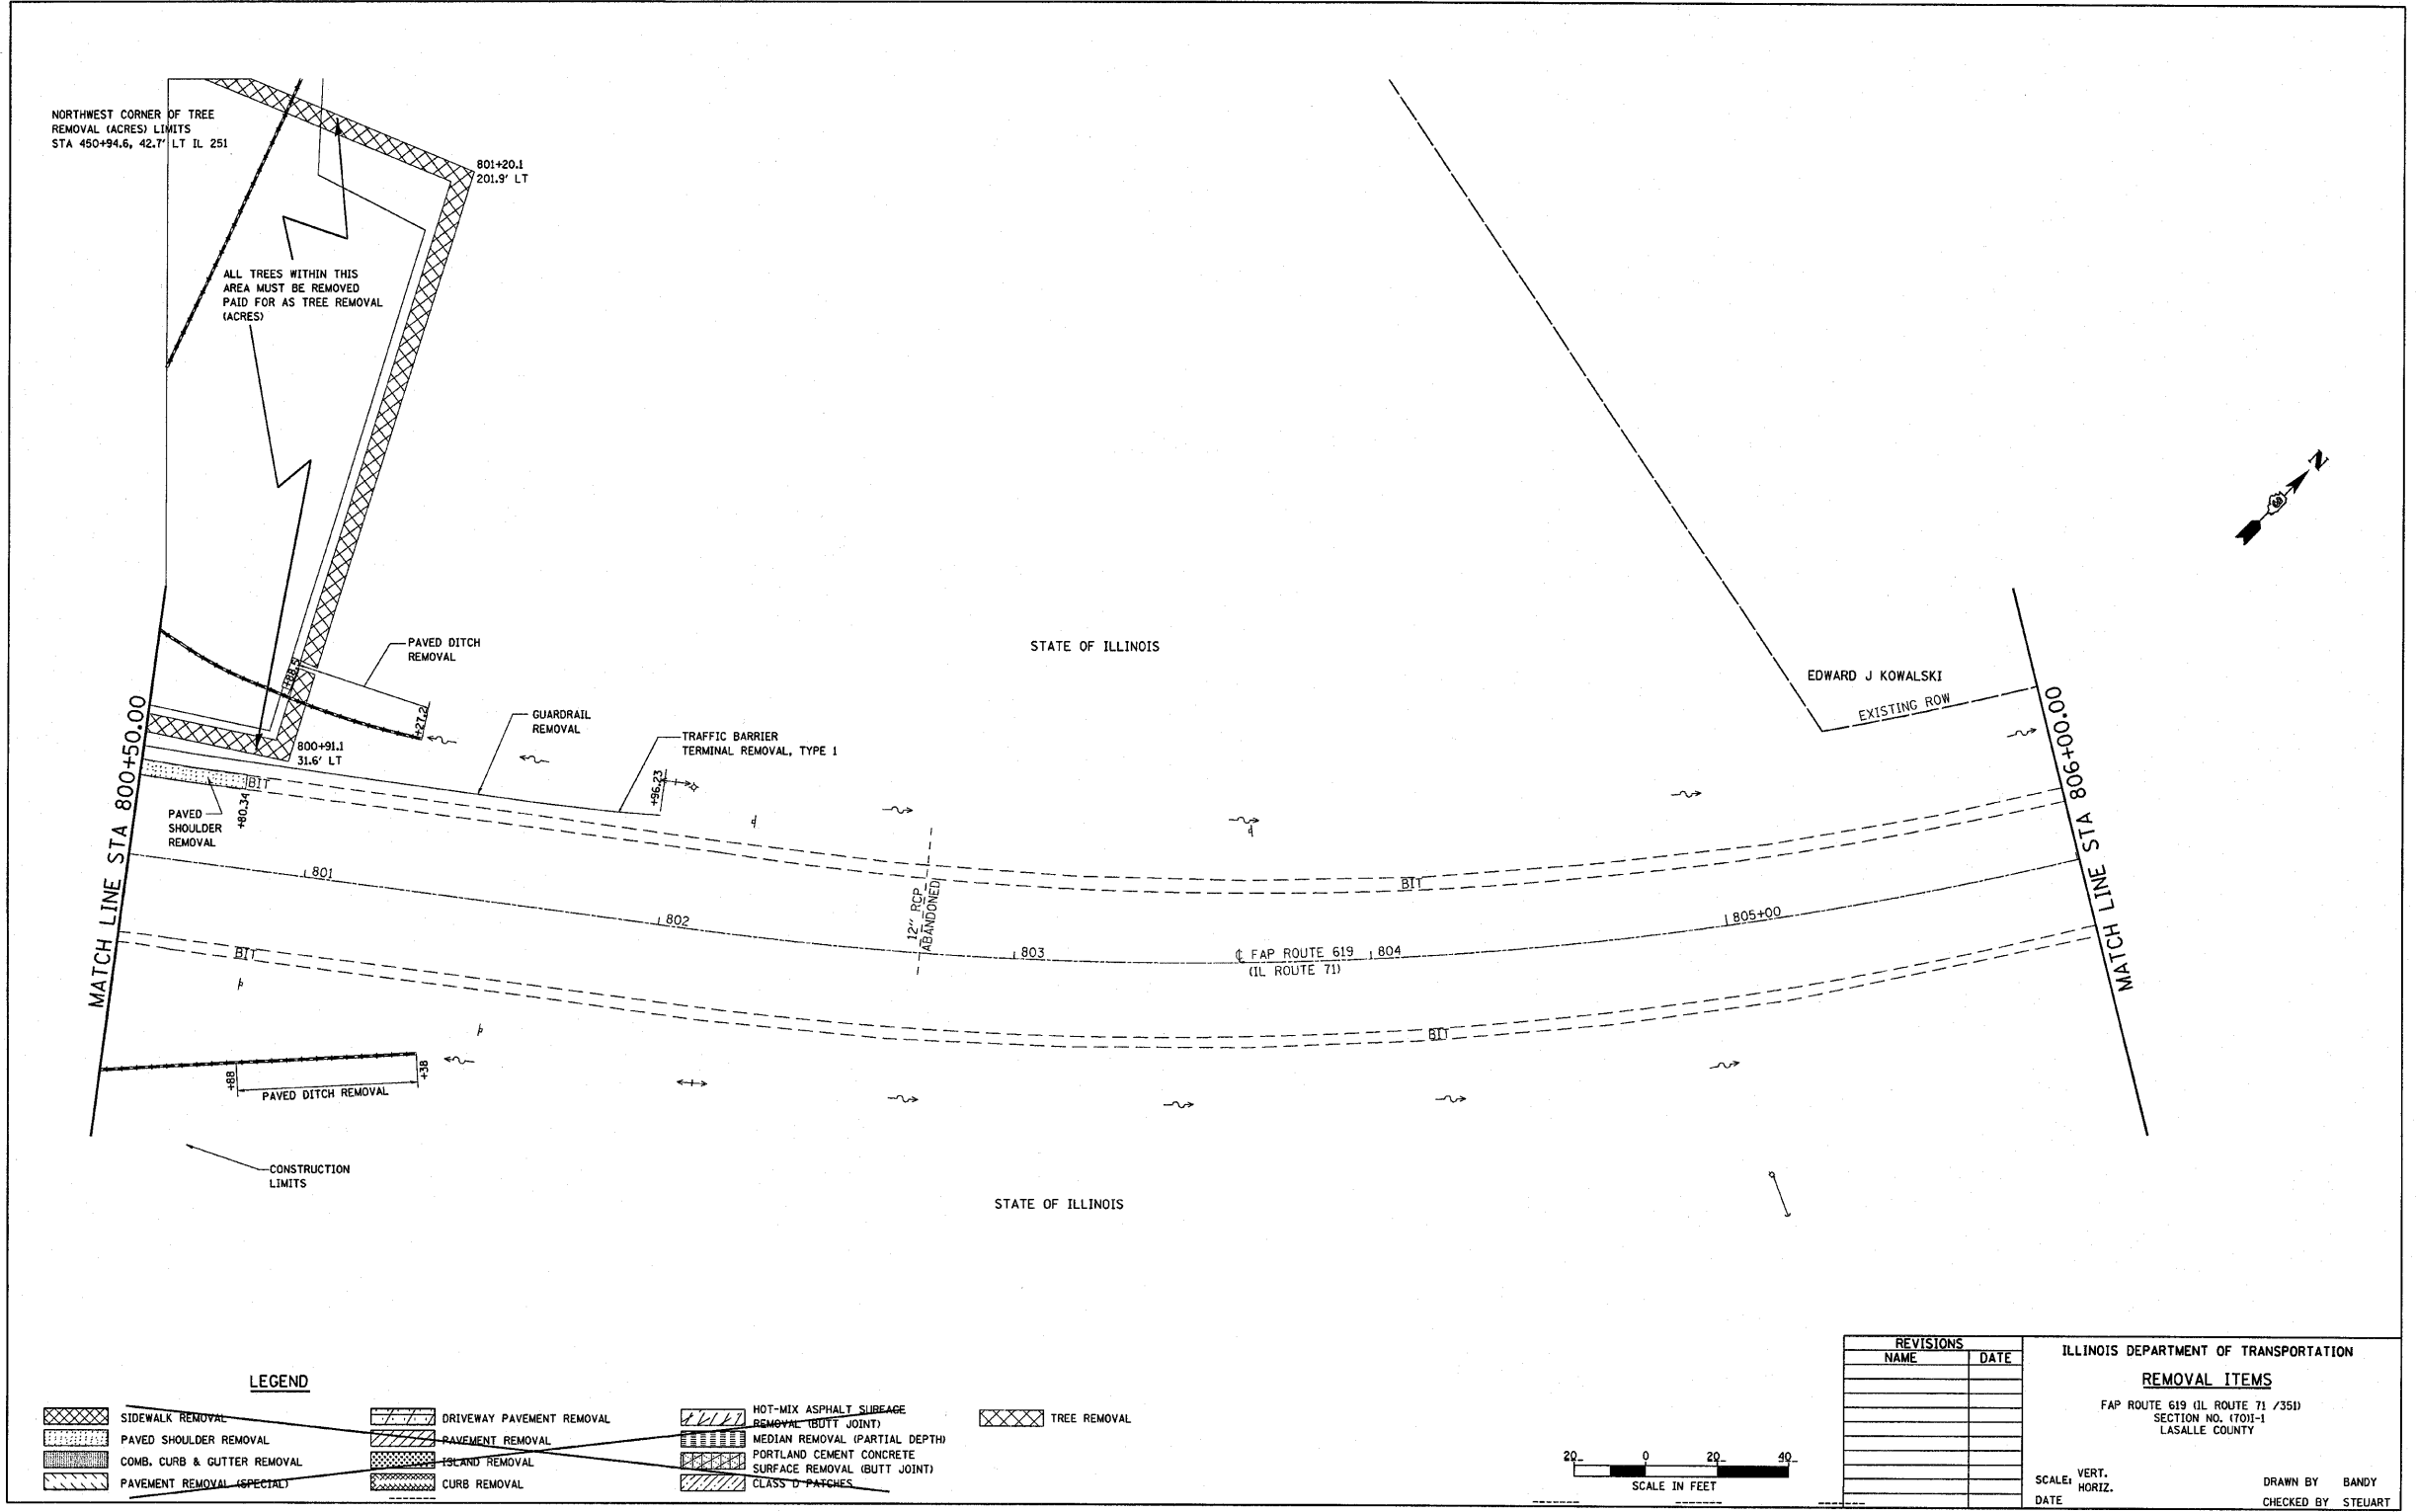 NORTHWEST CORNER OF TREE
REMOVAL (ACRES) LIMITS
STA 450+94.6, 42.7' LT IL 251
801+20.1
201.9' LT
ALL TREES WITHIN THIS
AREA MUST BE REMOVED
PAID FOR AS TREE REMOVAL
(ACRES)
N
PAVED DITCH
REMOVAL
STATE OF ILLINOIS
EDWARD J KOWALSKI
EXISTING ROW
+88.5
+27.2
GUARDRAIL
REMOVAL
TRAFFIC BARRIER
TERMINAL REMOVAL, TYPE 1
800+91.1
31.6' LT
+96.23
BIT
+80.34
PAVED
SHOULDER
REMOVAL
MATCH LINE STA 800+50.00
MATCH LINE STA 806+00.00
801
802
12" RCP
ABANDONED
803
℄ FAP ROUTE 619
(IL ROUTE 71)
804
805+00
BIT
BIT
BIT
+88
+38
PAVED DITCH REMOVAL
CONSTRUCTION
LIMITS
STATE OF ILLINOIS
LEGEND
SIDEWALK REMOVAL
PAVED SHOULDER REMOVAL
COMB. CURB & GUTTER REMOVAL
PAVEMENT REMOVAL (SPECIAL)
DRIVEWAY PAVEMENT REMOVAL
PAVEMENT REMOVAL
ISLAND REMOVAL
CURB REMOVAL
HOT-MIX ASPHALT SURFACE
REMOVAL (BUTT JOINT)
MEDIAN REMOVAL (PARTIAL DEPTH)
PORTLAND CEMENT CONCRETE
SURFACE REMOVAL (BUTT JOINT)
CLASS D PATCHES
TREE REMOVAL
20 0 20 40
SCALE IN FEET
REVISIONS
NAME DATE
ILLINOIS DEPARTMENT OF TRANSPORTATION
REMOVAL ITEMS
FAP ROUTE 619 (IL ROUTE 71 /351)
SECTION NO. (70)I-1
LASALLE COUNTY
SCALE: VERT.
HORIZ.
DATE
DRAWN BY BANDY
CHECKED BY STEUART